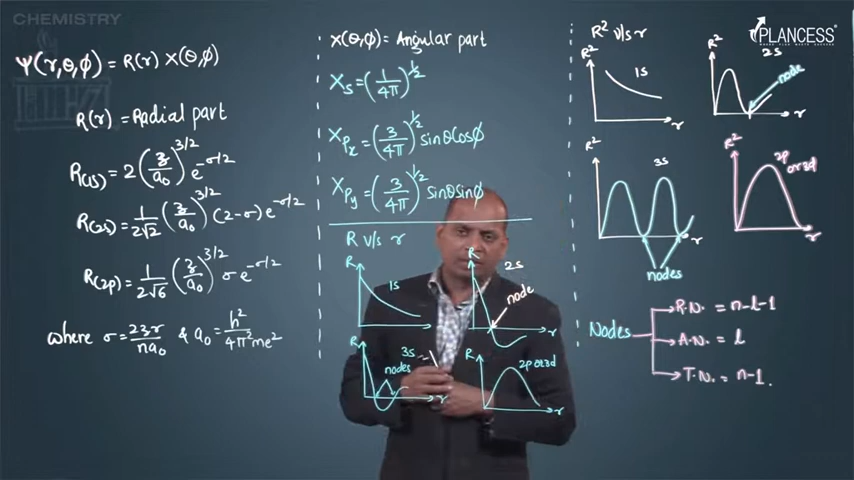 CHEMISTRY
PLANCESS
Ψ(r,θ,ϕ) = R(r) X(θ,ϕ)
R(r) = Radial part
R(1s) = 2 (z/a₀)^3/2 e^-σ/2
R(2s) = 1/2√2 (z/a₀)^3/2 (2-σ) e^-σ/2
R(2p) = 1/2√6 (z/a₀)^3/2 σ e^-σ/2
where σ = 2zr/na₀ & a₀ = h²/4π²me²
X(θ,ϕ) = Angular part
X_s = (1/4π)^1/2
X_Px = (3/4π)^1/2 sinθcosϕ
X_Py = (3/4π)^1/2 sinθsinϕ
R v/s r
R
1s
R
2s
node
r
R
3s
nodes
r
R
2p or 3d
r
R² v/s r
R²
1s
r
R²
2s
node
r
R²
3s
r
nodes
R²
2p
or 3d
r
Nodes
R.N. = n-l-1
A.N. = l
T.N. = n-1.